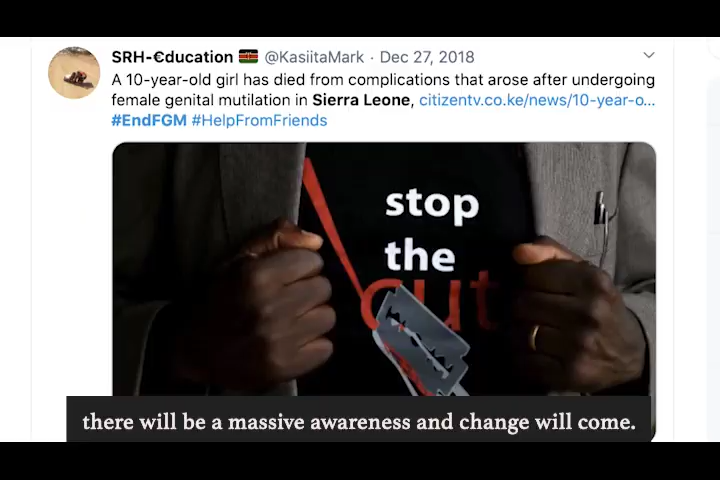 SRH-€ducation @KasiitaMark · Dec 27, 2018
A 10-year-old girl has died from complications that arose after undergoing
female genital mutilation in Sierra Leone, citizentv.co.ke/news/10-year-o...
#EndFGM #HelpFromFriends
stop
the
cut
there will be a massive awareness and change will come.